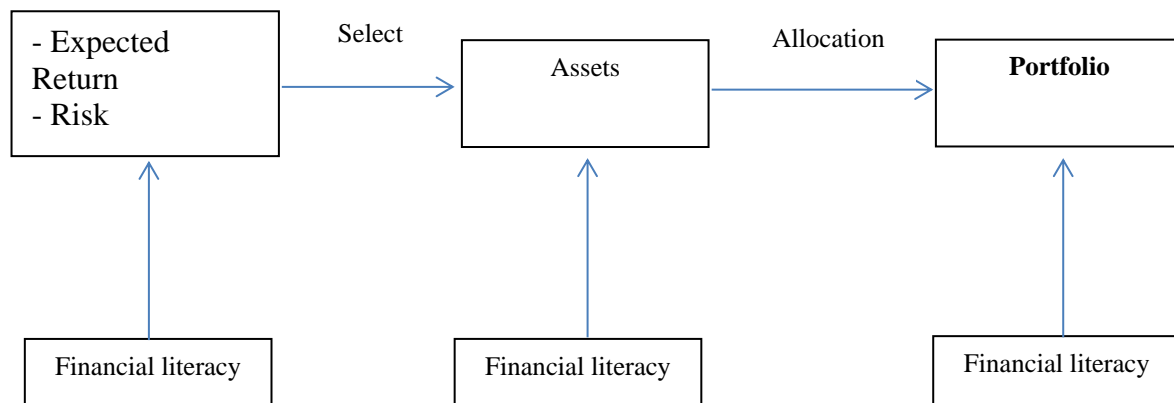 - Expected
Return
- Risk
Select
Assets
Allocation
Portfolio
Financial literacy
Financial literacy
Financial literacy